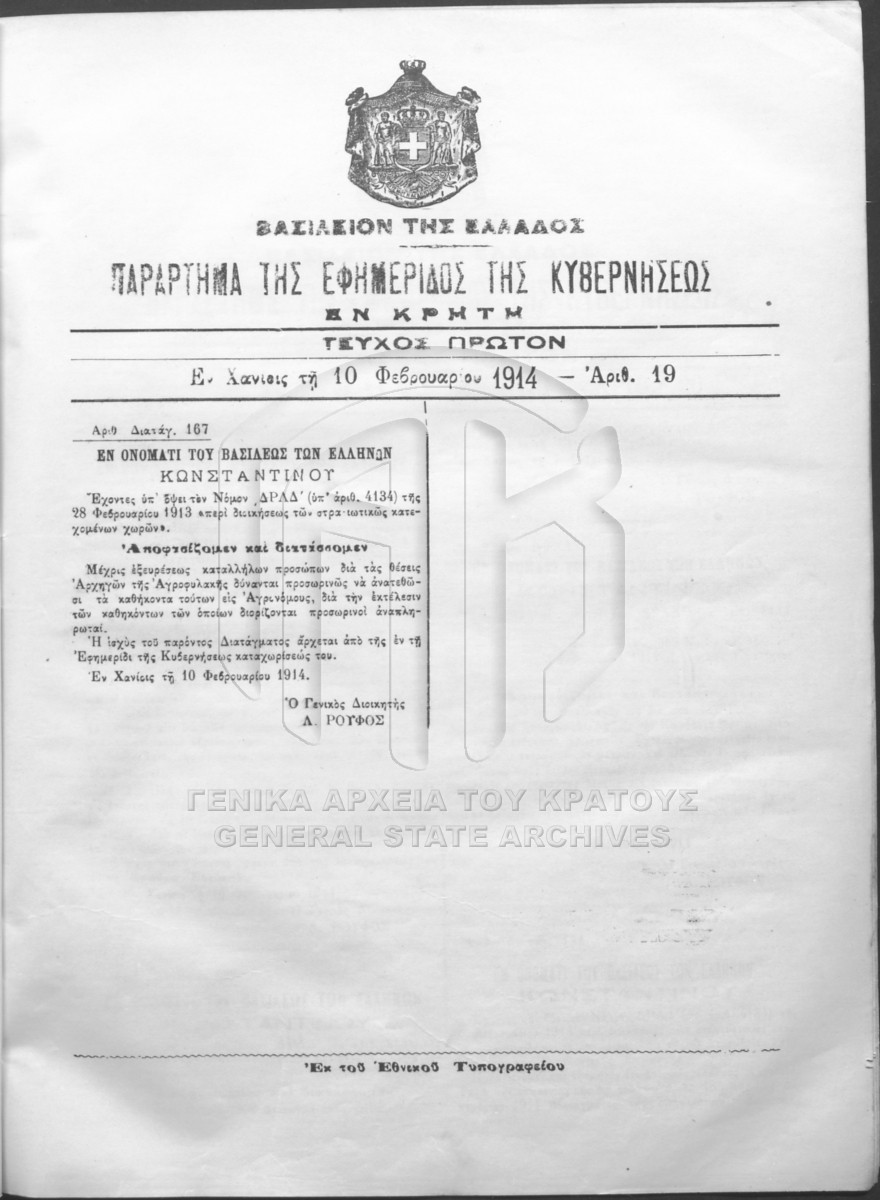 ΒΑΣΙΛΕΙΟΝ ΤΗΣ ΕΛΛΑΔΟΣ
ΠΑΡΑΡΤΗΜΑ ΤΗΣ ΕΦΗΜΕΡΙΔΟΣ ΤΗΣ ΚΥΒΕΡΝΗΣΕΩΣ
ΕΝ ΚΡΗΤΗ
ΤΕΥΧΟΣ ΠΡΩΤΟΝ
Εν Χανίοις τῇ 10 Φεβρουαρίου 1914 — Ἀριθ. 19
Αριθ Διατάγ. 167
ΕΝ ΟΝΟΜΑΤΙ ΤΟΥ ΒΑΣΙΛΕΩΣ ΤΩΝ ΕΛΛΗΝΩΝ
ΚΩΝΣΤΑΝΤΙΝΟΥ
Ἔχοντες ὑπ' ὄψει τὸν Νόμον ͵ΔΡΛΔ' (ὑπ' ἀριθ. 4134) τῆς
28 Φεβρουαρίου 1913 «περὶ διοικήσεως τῶν στρατιωτικῶς κατε-
χομένων χωρῶν».
Ἀποφασίζομεν καὶ διατάσσομεν
Μέχρις ἐξευρέσεως καταλλήλων προσώπων διὰ τὰς θέσεις
Ἀρχηγῶν τῆς Ἀγροφυλακῆς δύνανται προσωρινῶς νὰ ἀνατεθῶ-
σι τὰ καθήκοντα τούτων εἰς Ἀγρονόμους, διὰ τὴν ἐκτέλεσιν
τῶν καθηκόντων τῶν ὁποίων διορίζονται προσωρινοὶ ἀναπλη-
ρωταί.
Ἡ ἰσχὺς τοῦ παρόντος Διατάγματος ἄρχεται ἀπὸ τῆς ἐν τῇ
Ἐφημερίδι τῆς Κυβερνήσεως καταχωρίσεώς του.
Ἐν Χανίοις τῇ 10 Φεβρουαρίου 1914.
Ὁ Γενικὸς Διοικητὴς
Λ. ΡΟΥΦΟΣ
ΓΕΝΙΚΑ ΑΡΧΕΙΑ ΤΟΥ ΚΡΑΤΟΥΣ
GENERAL STATE ARCHIVES
Ἐκ τοῦ Ἐθνικοῦ Τυπογραφείου